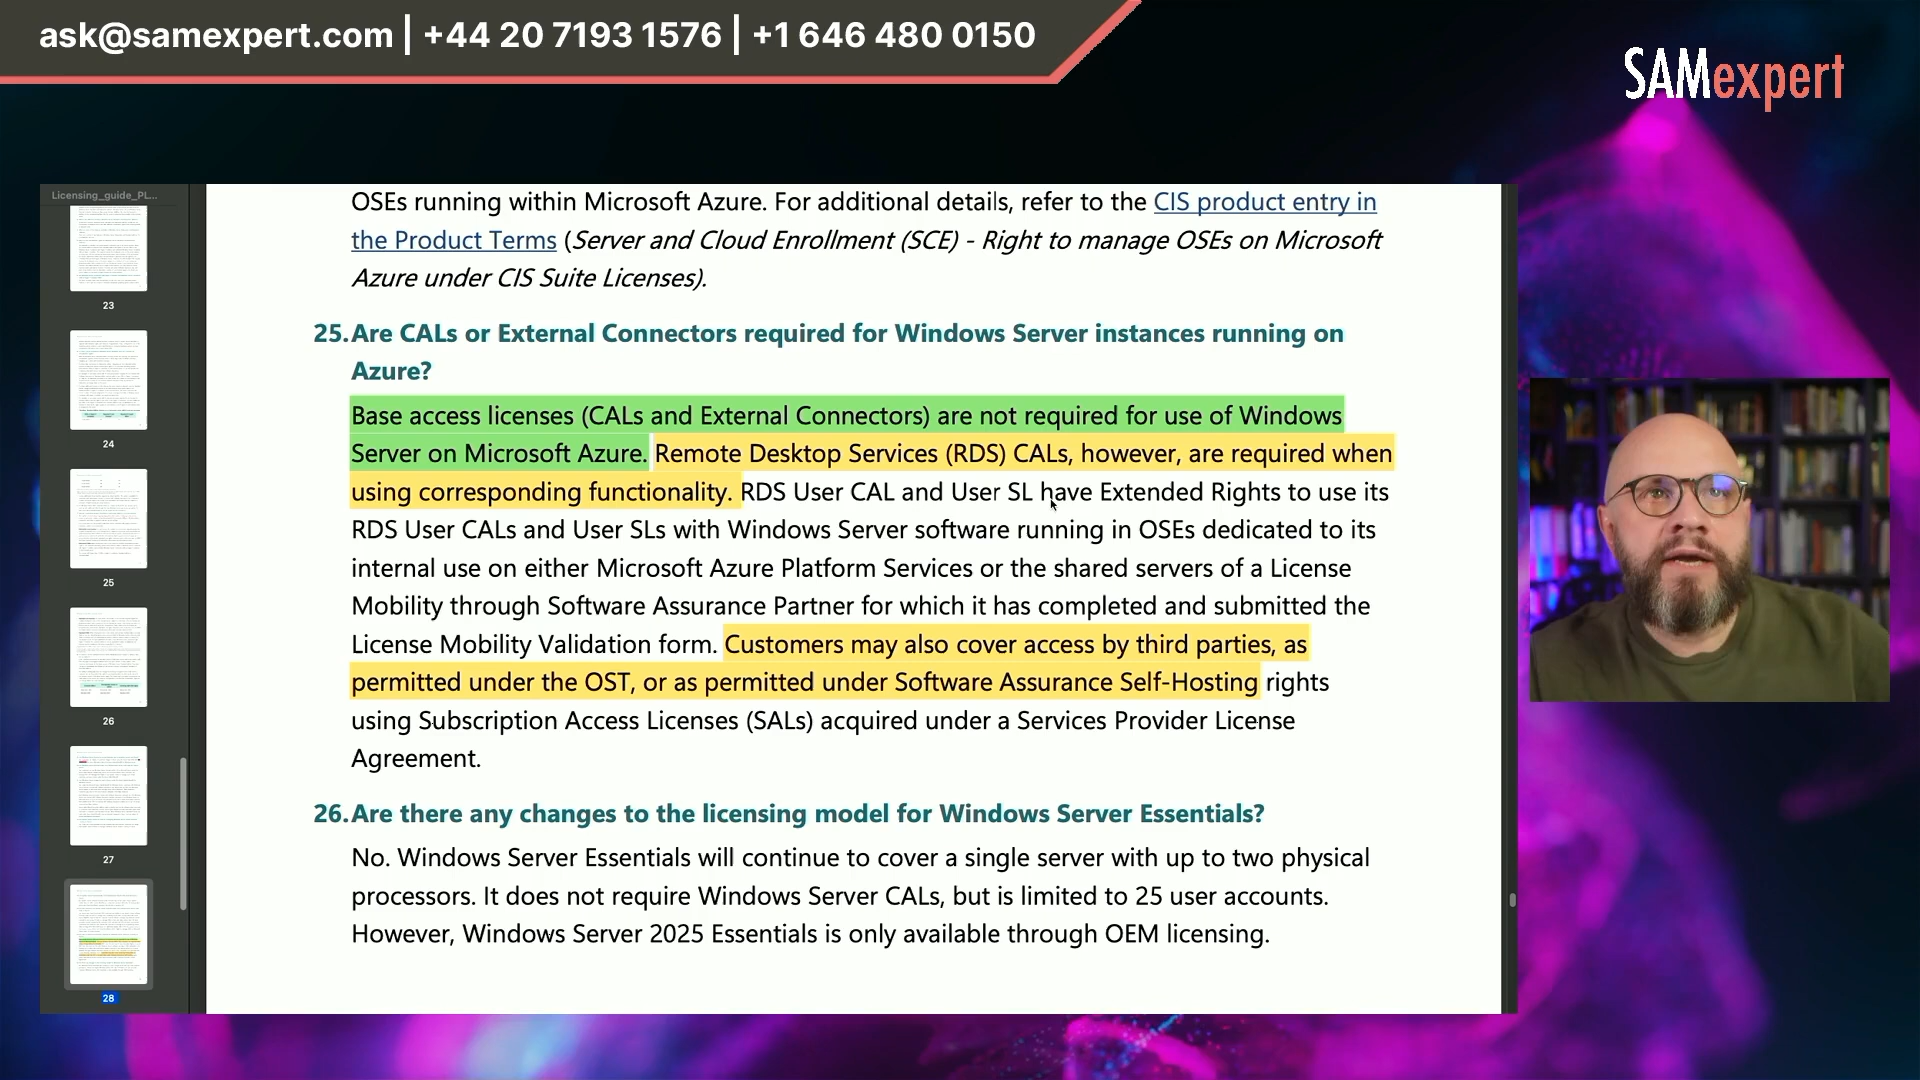 ask@samexpert.com | +44 20 7193 1576 | +1 646 480 0150
SAMexpert
Licensing_guide_PL...
23
24
25
26
27
28
OSEs running within Microsoft Azure. For additional details, refer to the CIS product entry in
the Product Terms (Server and Cloud Enrollment (SCE) - Right to manage OSEs on Microsoft
Azure under CIS Suite Licenses).
25. Are CALs or External Connectors required for Windows Server instances running on
Azure?
Base access licenses (CALs and External Connectors) are not required for use of Windows
Server on Microsoft Azure. Remote Desktop Services (RDS) CALs, however, are required when
using corresponding functionality. RDS User CAL and User SL have Extended Rights to use its
RDS User CALs and User SLs with Windows Server software running in OSEs dedicated to its
internal use on either Microsoft Azure Platform Services or the shared servers of a License
Mobility through Software Assurance Partner for which it has completed and submitted the
License Mobility Validation form. Customers may also cover access by third parties, as
permitted under the OST, or as permitted under Software Assurance Self-Hosting rights
using Subscription Access Licenses (SALs) acquired under a Services Provider License
Agreement.
26. Are there any changes to the licensing model for Windows Server Essentials?
No. Windows Server Essentials will continue to cover a single server with up to two physical
processors. It does not require Windows Server CALs, but is limited to 25 user accounts.
However, Windows Server 2025 Essentials is only available through OEM licensing.